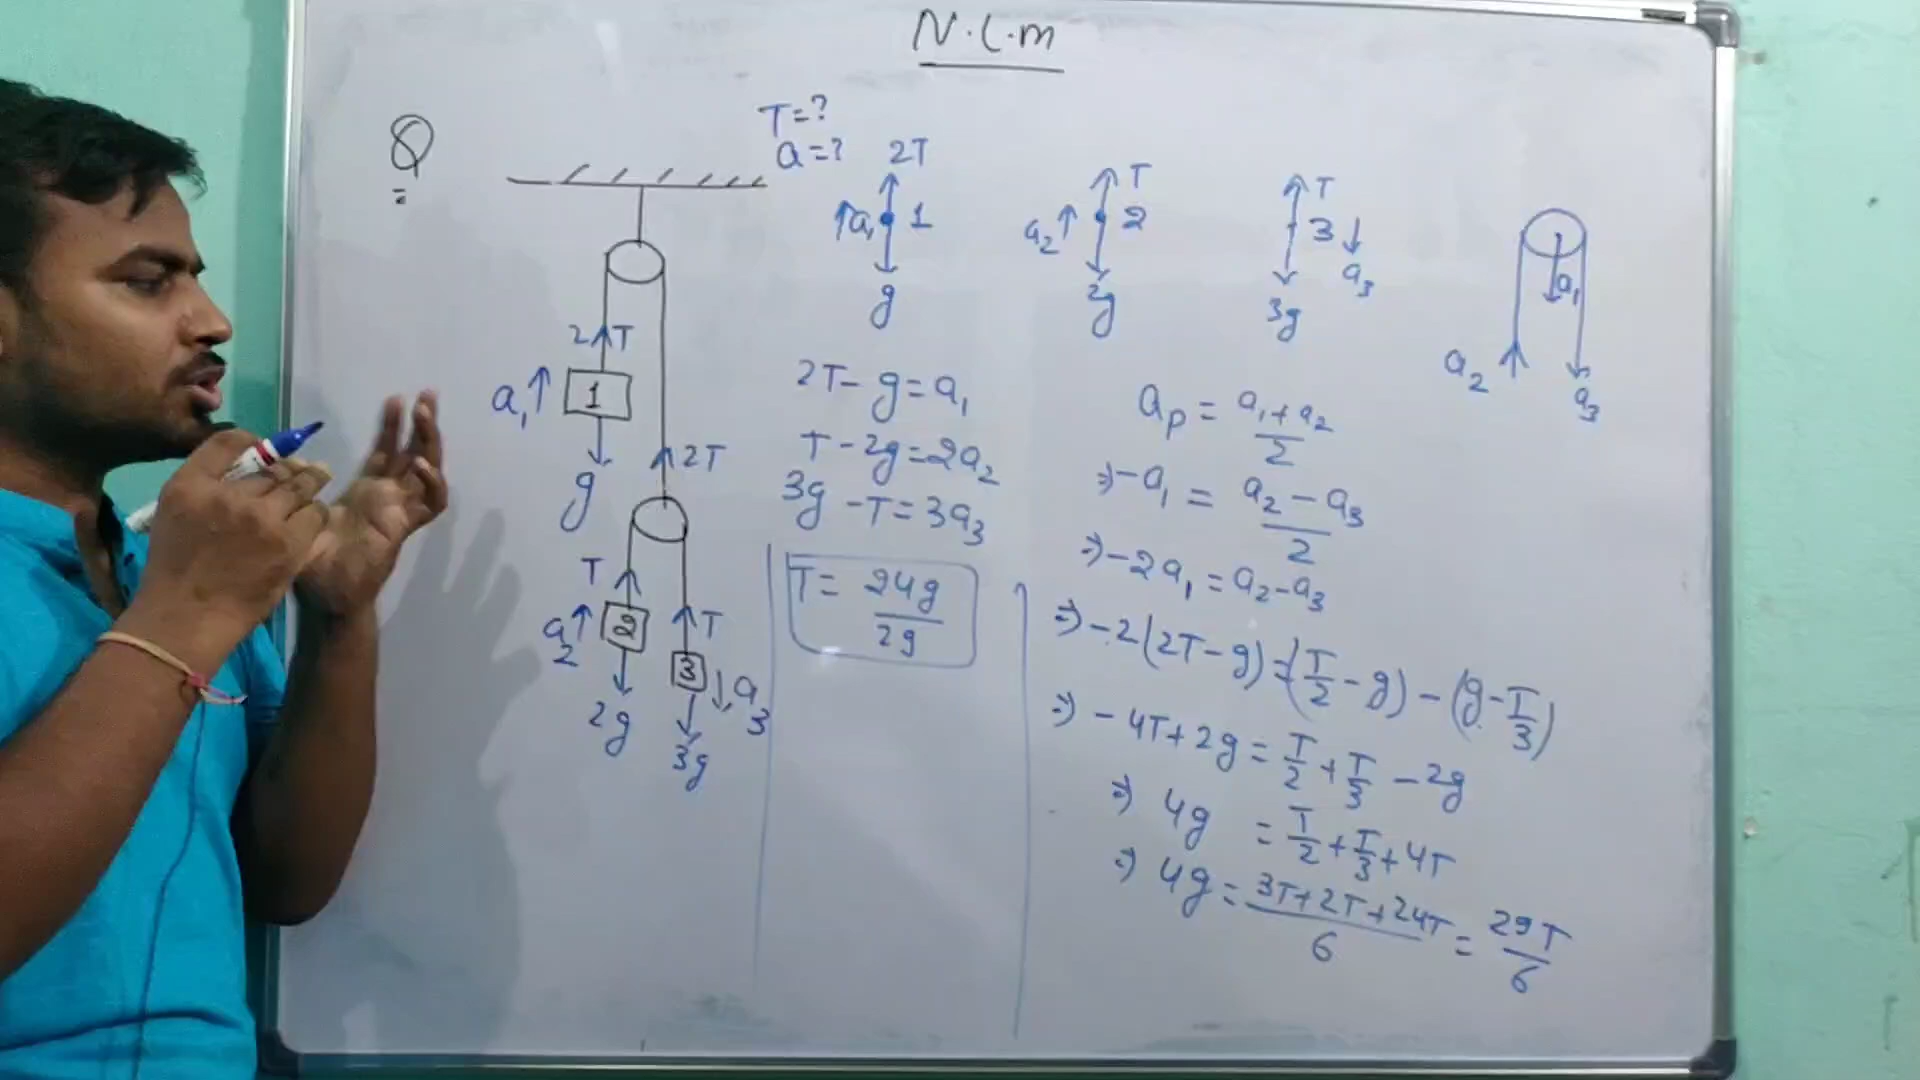 N.L.m
Q
T=?
a=?
2T
↑a₁ 1
g
T
a₂↑ 2
2g
T
3 ↓
a₃
3g
a₁
a₂
a₃
2↑T
a₁↑ 1
g
2T
T
a₂↑ 2
2g
T
3 ↓a₃
3g
2T - g = a₁
T - 2g = 2a₂
3g - T = 3a₃
T = 24g/29
aₚ = (a₁+a₂)/2
⇒ -a₁ = (a₂ - a₃)/2
⇒ -2a₁ = a₂-a₃
⇒ -2(2T-g) = (T/2 - g) - (g - T/3)
⇒ -4T+2g = T/2 + T/3 - 2g
⇒ 4g = T/2 + T/3 + 4T
⇒ 4g = (3T+2T+24T)/6 = 29T/6